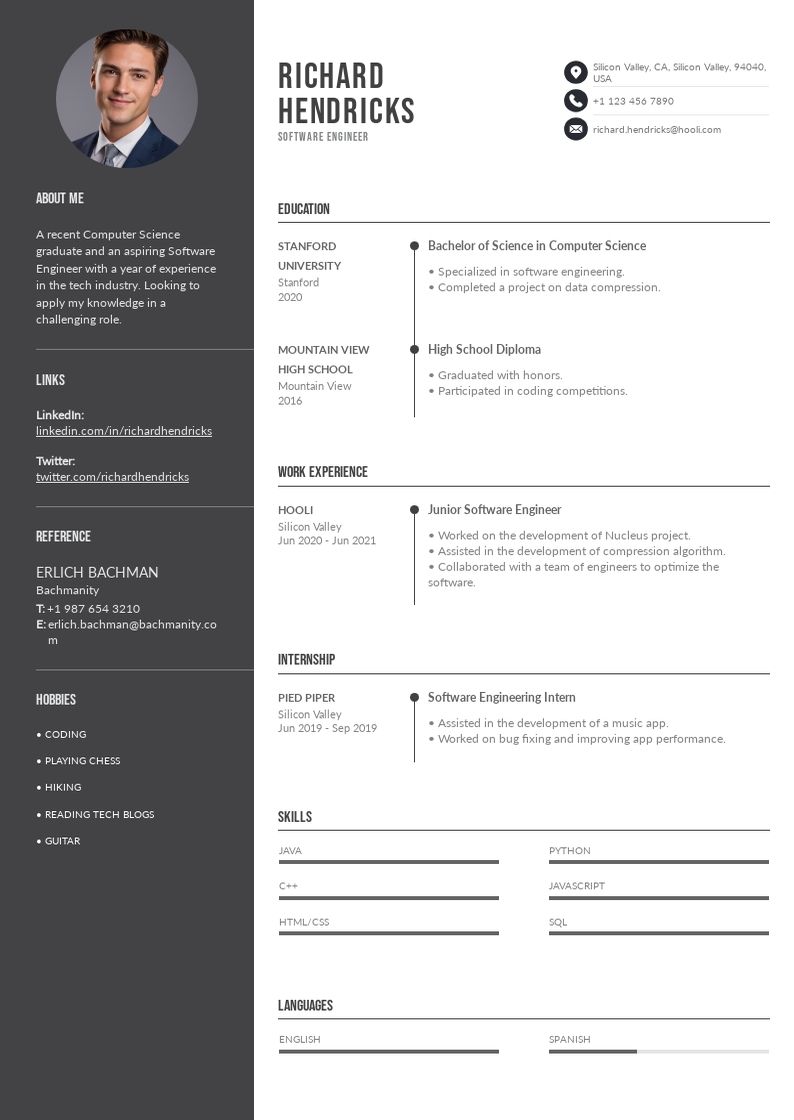 RICHARD
HENDRICKS
SOFTWARE ENGINEER
Silicon Valley, CA, Silicon Valley, 94040,
USA
+1 123 456 7890
richard.hendricks@hooli.com
ABOUT ME
A recent Computer Science
graduate and an aspiring Software
Engineer with a year of experience
in the tech industry. Looking to
apply my knowledge in a
challenging role.
LINKS
LinkedIn:
linkedin.com/in/richardhendricks
Twitter:
twitter.com/richardhendricks
REFERENCE
ERLICH BACHMAN
Bachmanity
T: +1 987 654 3210
E: erlich.bachman@bachmanity.co
m
HOBBIES
• CODING
• PLAYING CHESS
• HIKING
• READING TECH BLOGS
• GUITAR
EDUCATION
STANFORD
UNIVERSITY
Stanford
2020
Bachelor of Science in Computer Science
• Specialized in software engineering.
• Completed a project on data compression.
MOUNTAIN VIEW
HIGH SCHOOL
Mountain View
2016
High School Diploma
• Graduated with honors.
• Participated in coding competitions.
WORK EXPERIENCE
HOOLI
Silicon Valley
Jun 2020 - Jun 2021
Junior Software Engineer
• Worked on the development of Nucleus project.
• Assisted in the development of compression algorithm.
• Collaborated with a team of engineers to optimize the
software.
INTERNSHIP
PIED PIPER
Silicon Valley
Jun 2019 - Sep 2019
Software Engineering Intern
• Assisted in the development of a music app.
• Worked on bug fixing and improving app performance.
SKILLS
JAVA
PYTHON
C++
JAVASCRIPT
HTML/CSS
SQL
LANGUAGES
ENGLISH
SPANISH